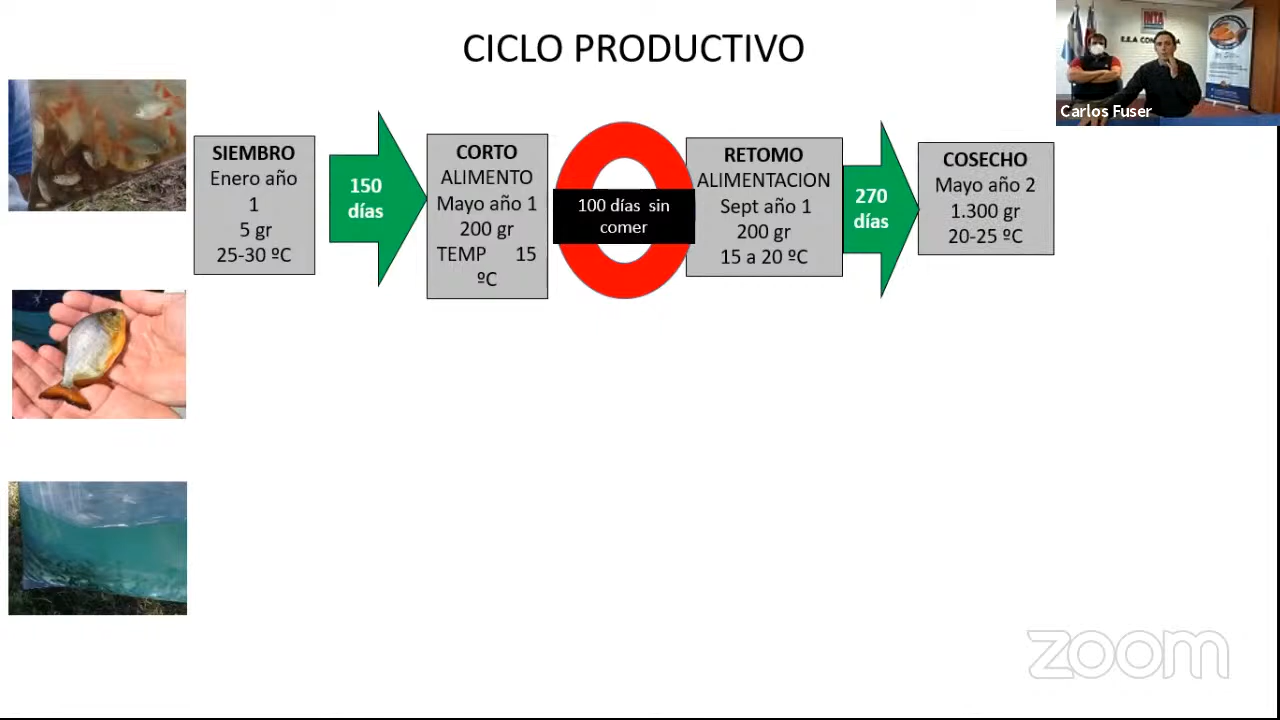 CICLO PRODUCTIVO
INTA
Carlos Fuser
SIEMBRO
Enero año
1
5 gr
25-30 ºC
150
días
CORTO
ALIMENTO
Mayo año 1
200 gr
TEMP 15
ºC
100 días sin
comer
RETOMO
ALIMENTACION
Sept año 1
200 gr
15 a 20 ºC
270
días
COSECHO
Mayo año 2
1.300 gr
20-25 ºC
zoom